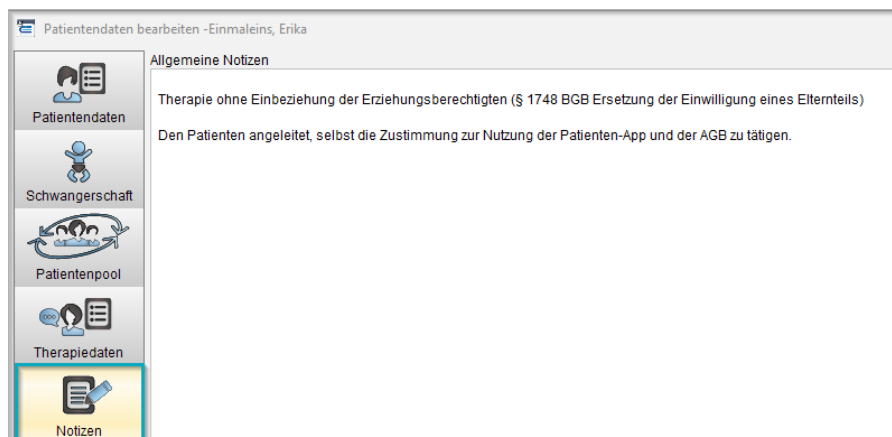 Patientendaten bearbeiten -Einmaleins, Erika
Allgemeine Notizen
Patientendaten
Schwangerschaft
Patientenpool
Therapiedaten
Notizen
Therapie ohne Einbeziehung der Erziehungsberechtigten (§ 1748 BGB Ersetzung der Einwilligung eines Elternteils)
Den Patienten angeleitet, selbst die Zustimmung zur Nutzung der Patienten-App und der AGB zu tätigen.